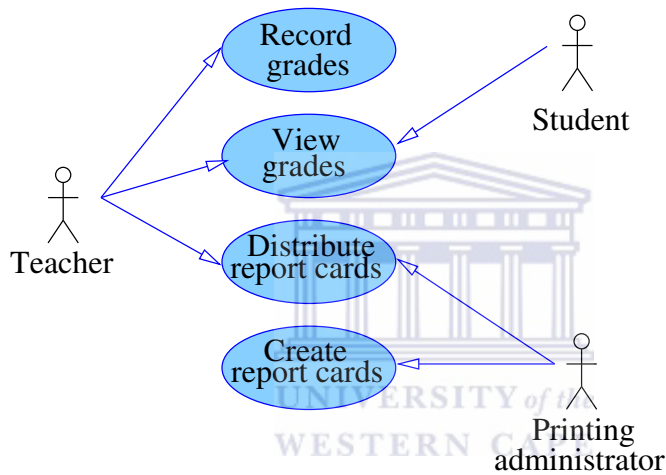 Record
grades
View
grades
Distribute
report cards
Create
report cards
Teacher
Student
Printing
administrator
UNIVERSITY of the
WESTERN CAPE